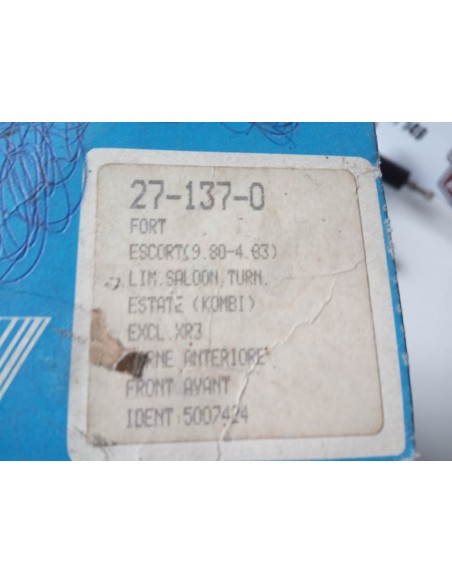 27-137-0
FORT
ESCORT(9.80-4.83)
LIM.SALOON,TURN.
ESTATE (KOMBI)
EXCL.XR3
ANTERIORE
FRONT AVANT
IDENT:5007424